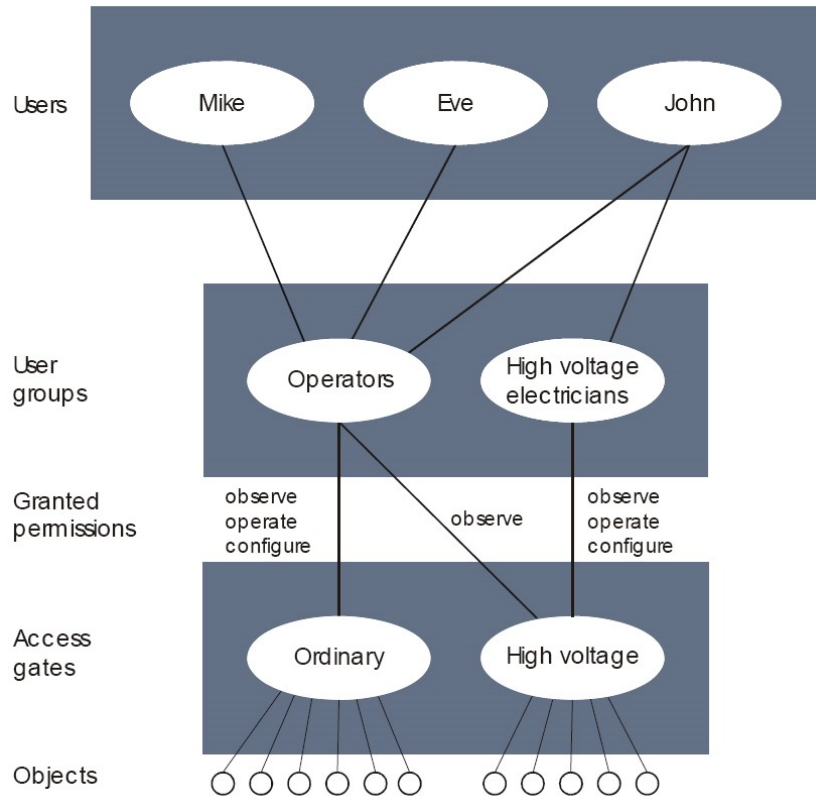 Users
Mike
Eve
John
User
groups
Operators
High voltage
electricians
Granted
permissions
observe
operate
configure
observe
observe
operate
configure
Access
gates
Ordinary
High voltage
Objects